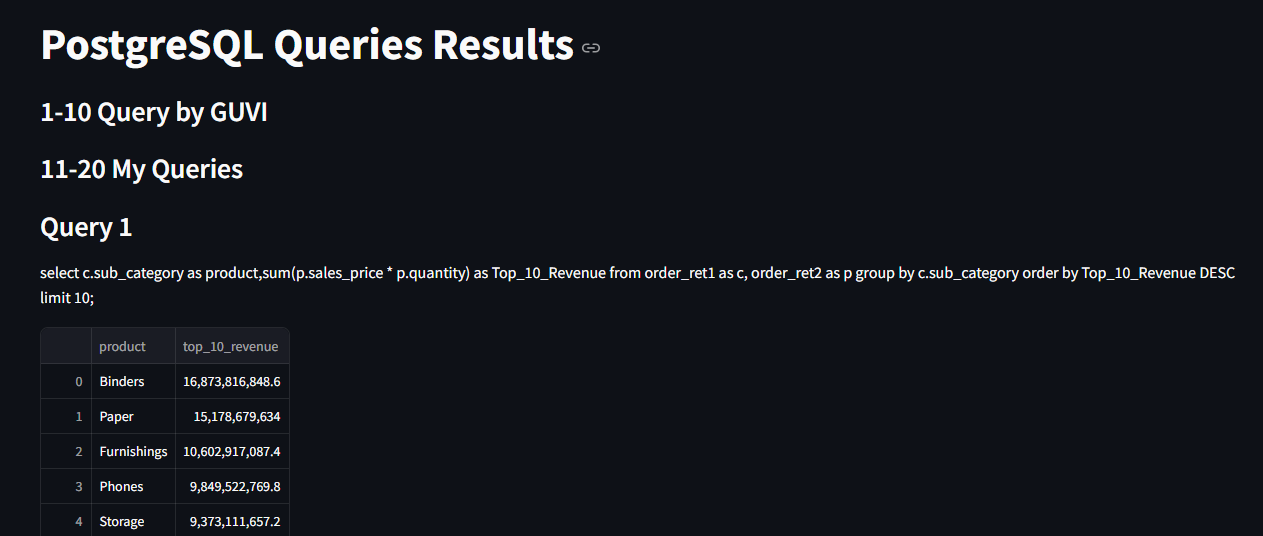 PostgreSQL Queries Results
1-10 Query by GUVI
11-20 My Queries
Query 1
select c.sub_category as product,sum(p.sales_price * p.quantity) as Top_10_Revenue from order_ret1 as c, order_ret2 as p group by c.sub_category order by Top_10_Revenue DESC
limit 10;
product top_10_revenue
0 Binders 16,873,816,848.6
1 Paper 15,178,679,634
2 Furnishings 10,602,917,087.4
3 Phones 9,849,522,769.8
4 Storage 9,373,111,657.2